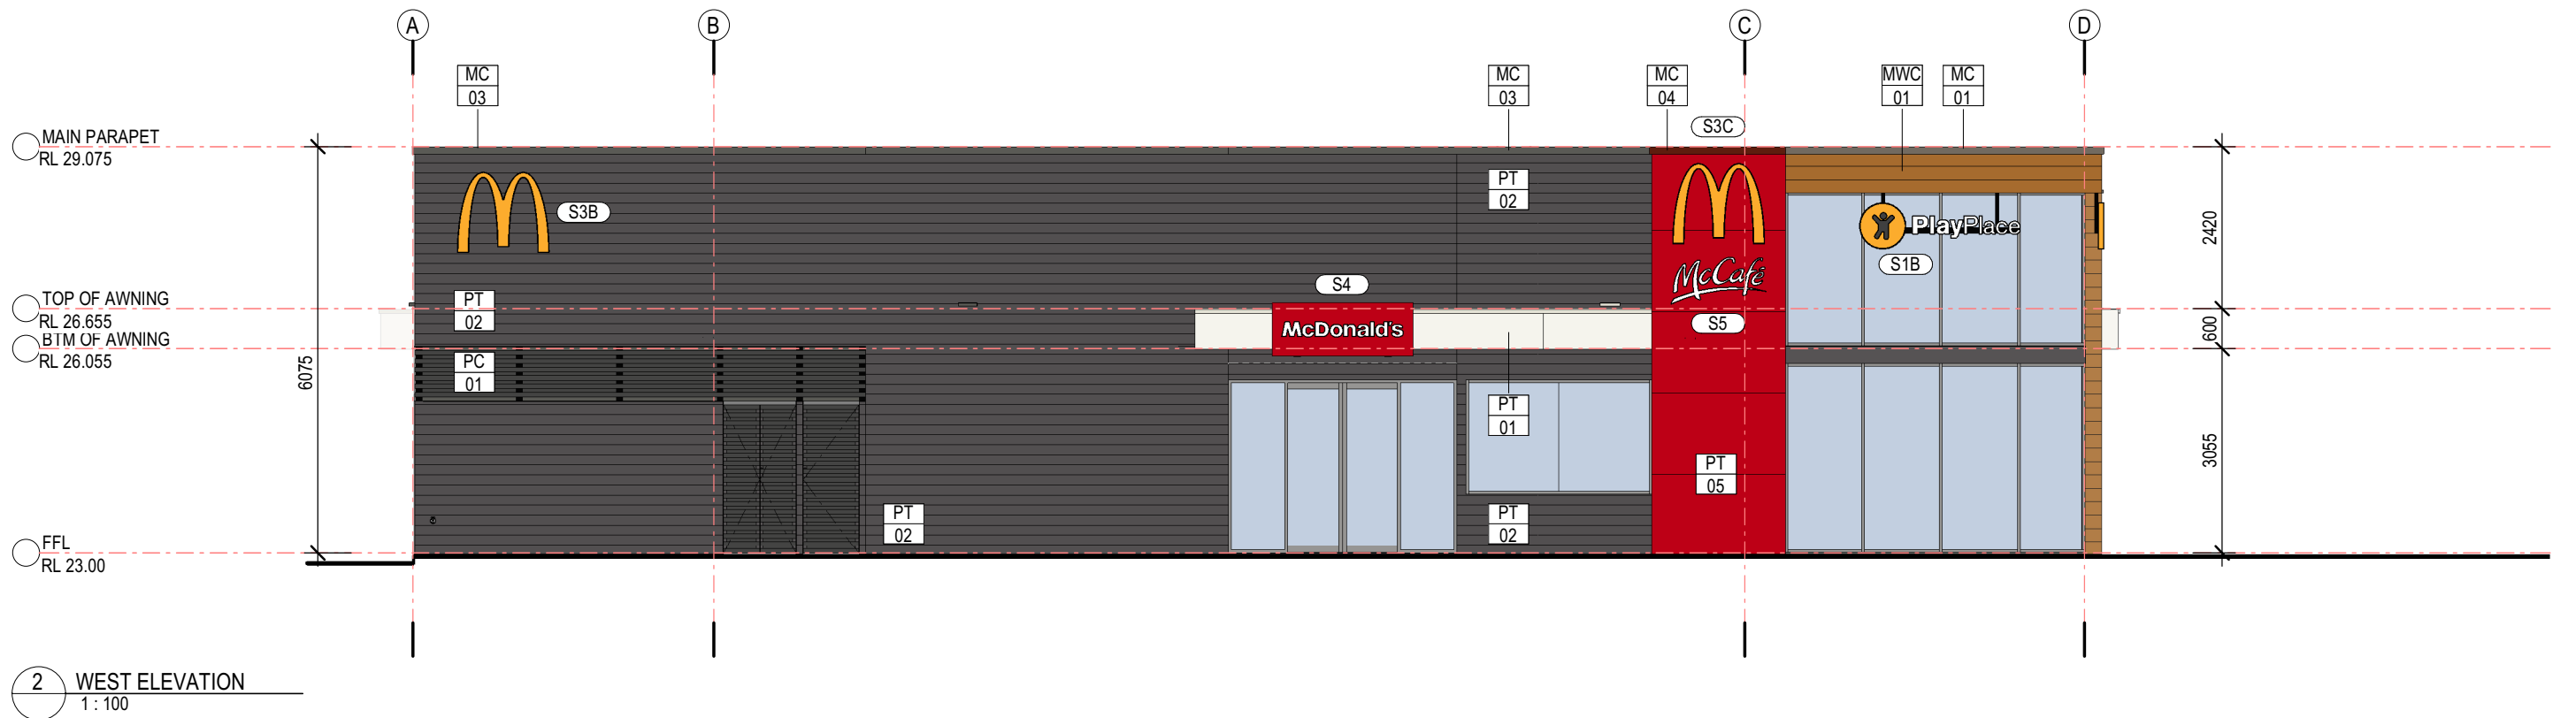 A
B
C
D
MC
03
MC
03
MC
04
MWC
01
MC
01
S3C
MAIN PARAPET
RL 29.075
PT
02
S3B
PlayPlace
2420
McCafé
S1B
S4
TOP OF AWNING
RL 26.655
PT
02
McDonald's
S5
600
BTM OF AWNING
RL 26.055
6075
PC
01
PT
01
3055
PT
05
PT
02
PT
02
FFL
RL 23.00
2
WEST ELEVATION
1 : 100